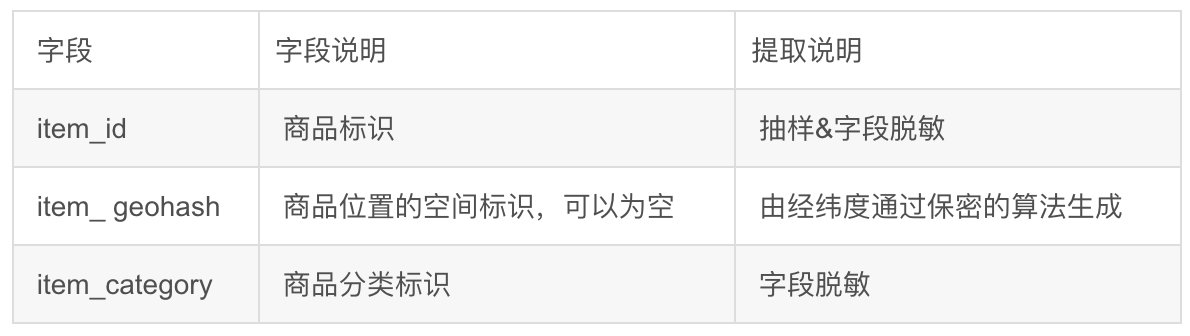 字段 字段说明 提取说明
item_id 商品标识 抽样&字段脱敏
item_ geohash 商品位置的空间标识，可以为空 由经纬度通过保密的算法生成
item_category 商品分类标识 字段脱敏